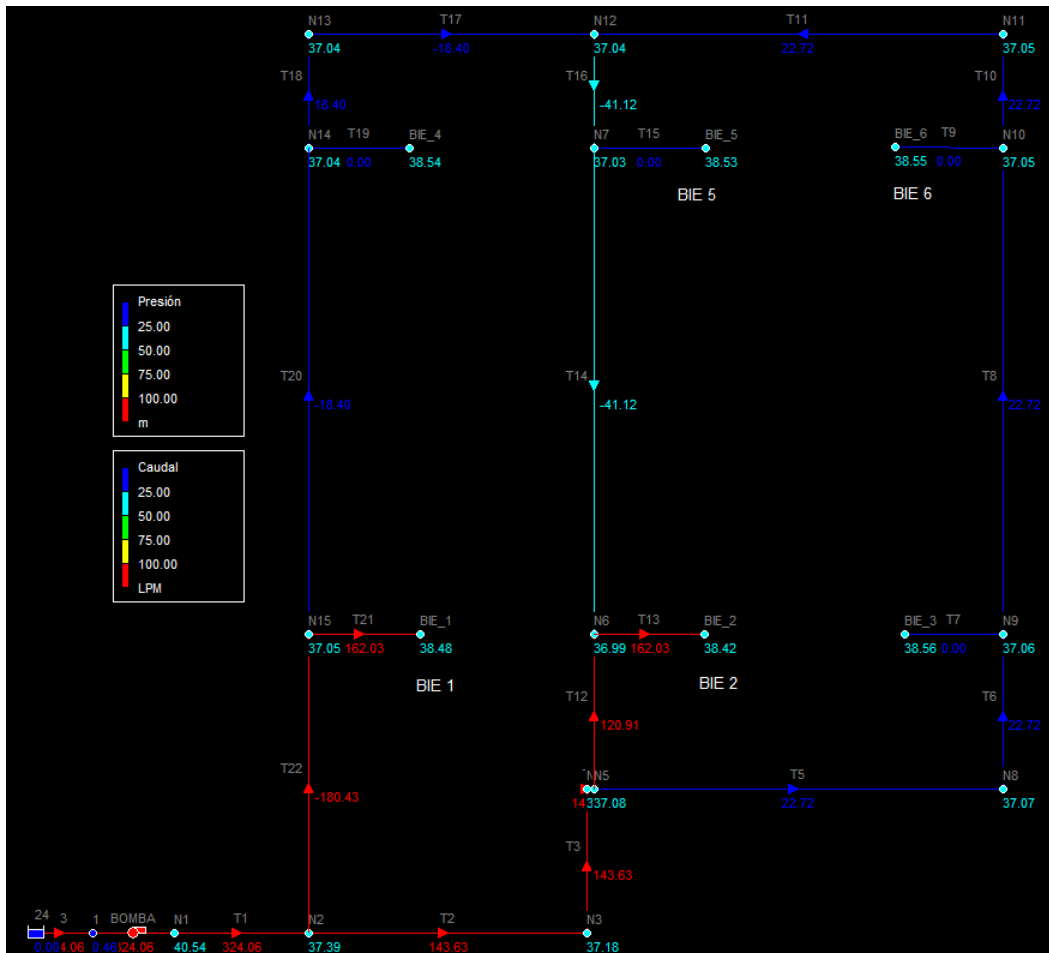 N13 T17 N12 T11 N11
37.04 -18.40 37.04 22.72 37.05
T18 T16 T10
18.40 -41.12 22.72
N14 T19 BIE_4 N7 T15 BIE_5 BIE_6 T9 N10
37.04 0.00 38.54 37.03 0.00 38.53 38.55 0.00 37.05
BIE 5 BIE 6
Presión
25.00
50.00
75.00
100.00
m
T20 T14 T8
-18.40 -41.12 22.72
Caudal
25.00
50.00
75.00
100.00
LPM
N15 T21 BIE_1 N6 T13 BIE_2 BIE_3 T7 N9
37.05 162.03 38.48 36.99 162.03 38.42 38.56 0.00 37.06
BIE 1 BIE 2
T12 T6
120.91 22.72
T22 N5 T5 N8
-180.43 37.08 22.72 37.07
T3
143.63
24 3 1 BOMBA N1 T1 N2 T2 N3
0.00 324.06 40.54 324.06 37.39 143.63 37.18